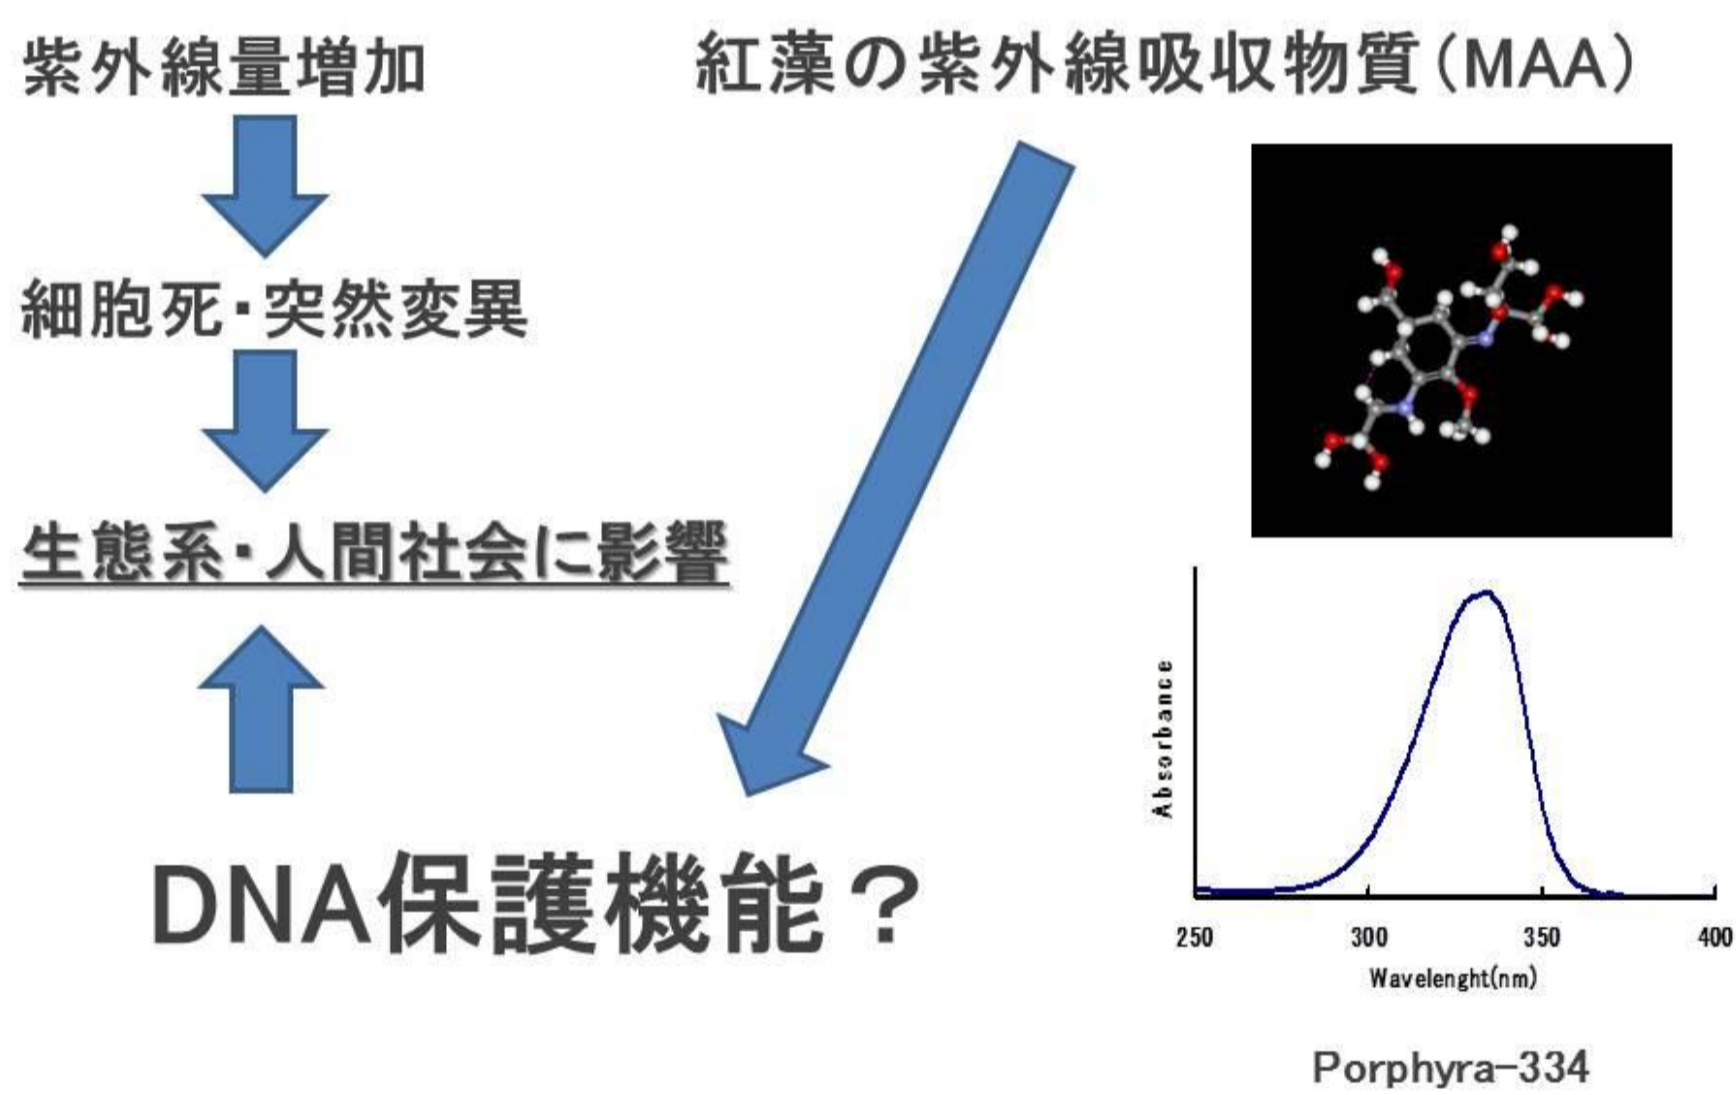 紫外線量増加
紅藻の紫外線吸収物質(MAA)
細胞死・突然変異
生態系・人間社会に影響
DNA保護機能？
Absorbance
250 300 350 400
Wavelenght(nm)
Porphyra-334